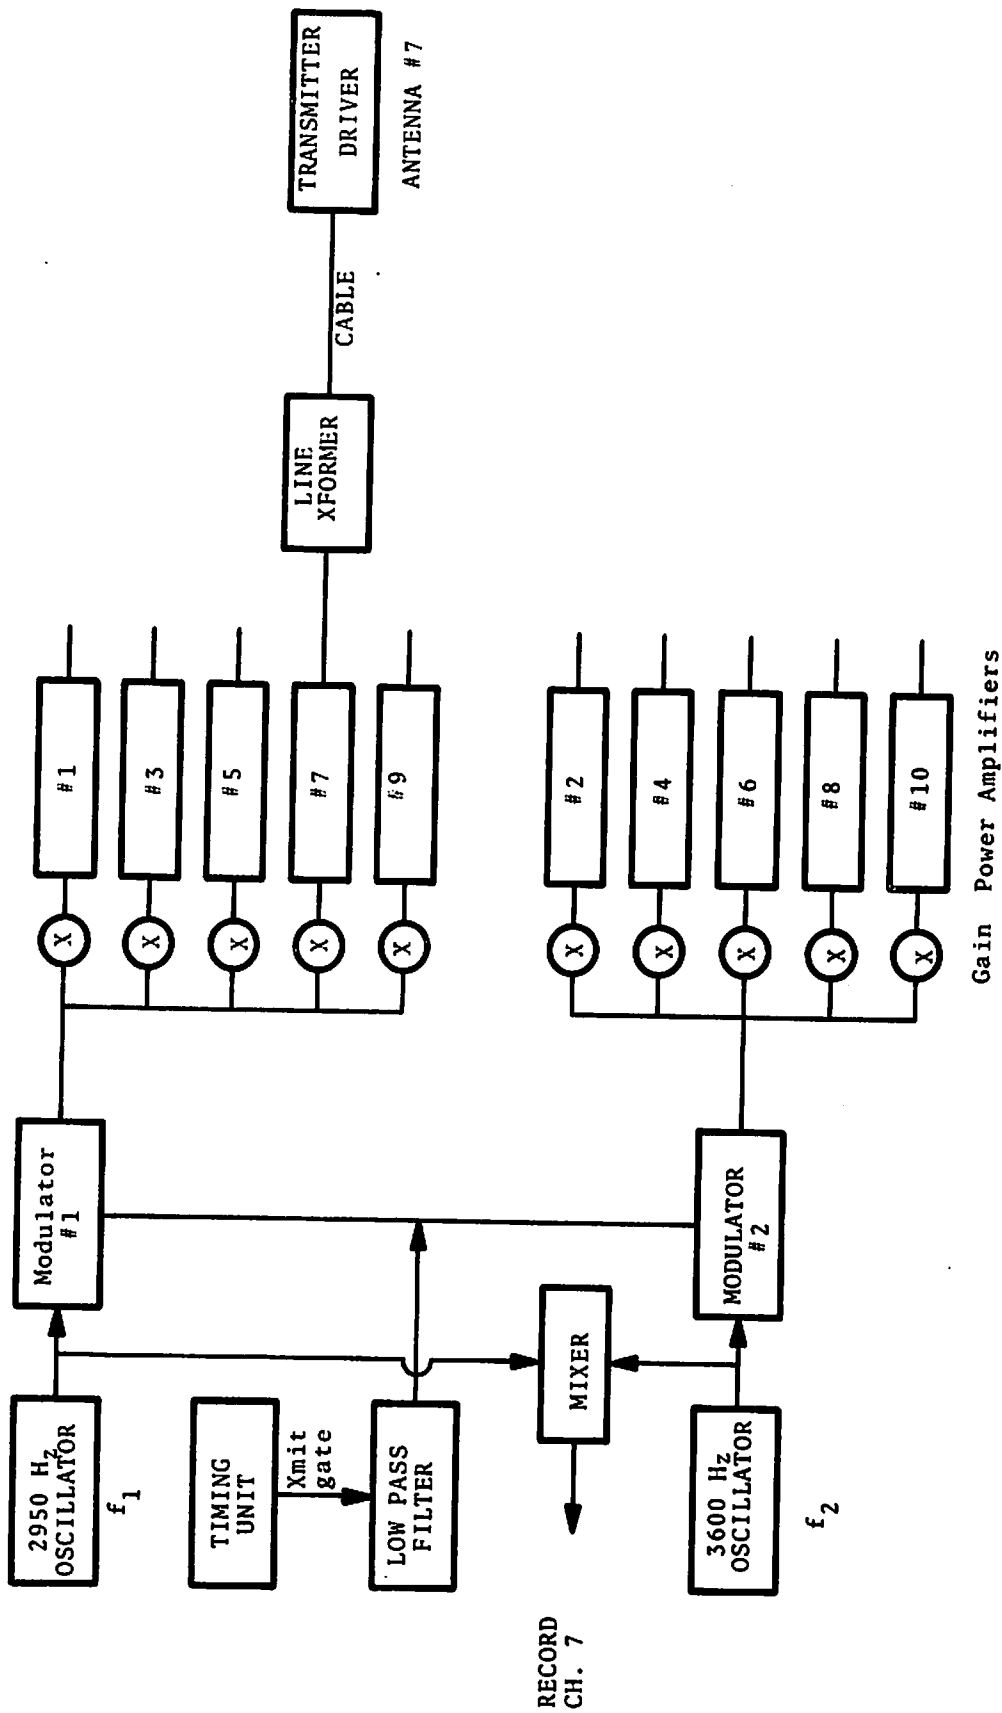 2950 Hz
OSCILLATOR
f1
Modulator
#1
X
X
X
X
X
#1
#3
#5
#7
#9
LINE
XFORMER
CABLE
TRANSMITTER
DRIVER
ANTENNA #7
TIMING
UNIT
Xmit
gate
LOW PASS
FILTER
MIXER
RECORD
CH. 7
3600 Hz
OSCILLATOR
f2
MODULATOR
#2
X
X
X
X
X
#2
#4
#6
#8
#10
Gain Power Amplifiers